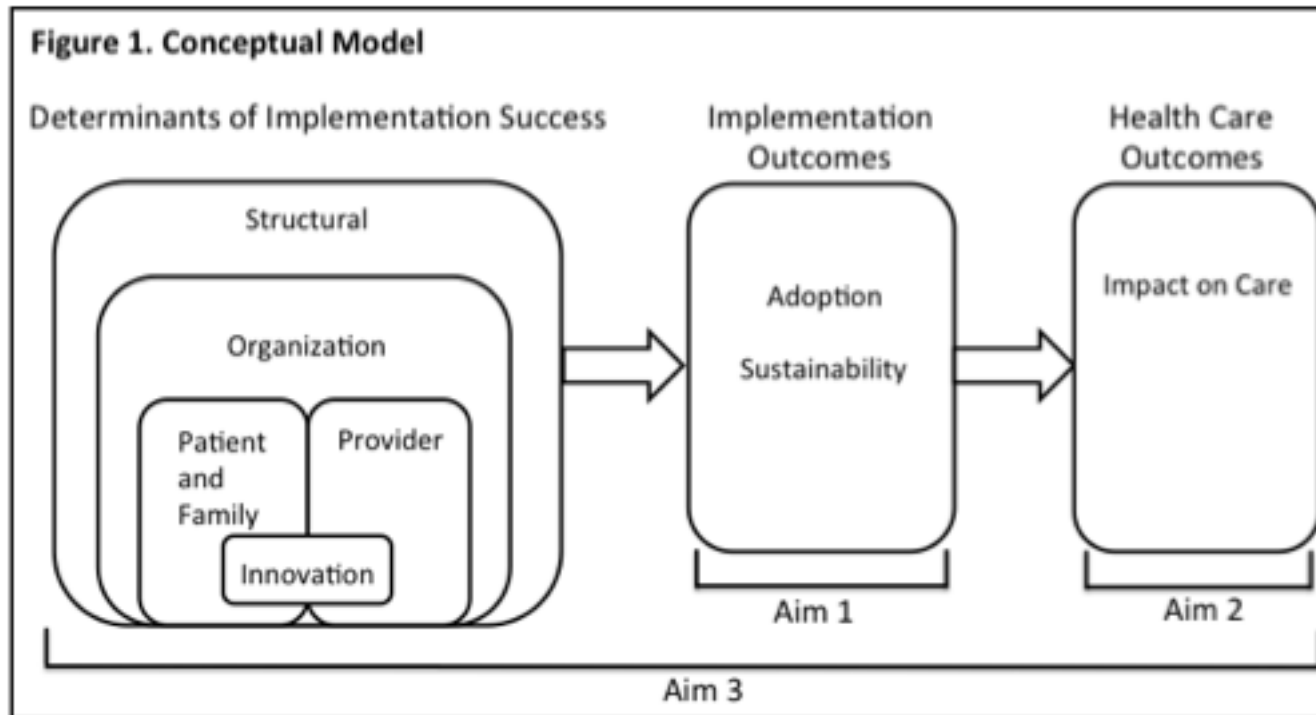 Figure 1. Conceptual Model
Determinants of Implementation Success
Implementation
Outcomes
Health Care
Outcomes
Structural
Organization
Patient
and
Family
Provider
Innovation
Adoption
Sustainability
Impact on Care
Aim 1
Aim 2
Aim 3